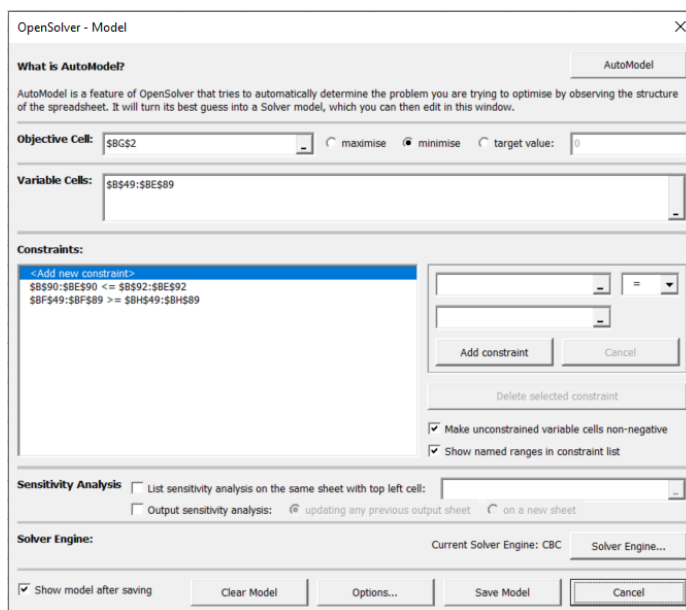 OpenSolver - Model
What is AutoModel?
AutoModel
AutoModel is a feature of OpenSolver that tries to automatically determine the problem you are trying to optimise by observing the structure
of the spreadsheet. It will turn its best guess into a Solver model, which you can then edit in this window.
Objective Cell: $BG$2 _ maximise minimise target value: 0
Variable Cells: $B$49:$BE$89
_
Constraints:
<Add new constraint>
$B$90:$BE$90 <= $B$92:$BE$92
$BF$49:$BF$89 >= $BH$49:$BH$89
_ =
_
Add constraint Cancel
Delete selected constraint
Make unconstrained variable cells non-negative
Show named ranges in constraint list
Sensitivity Analysis List sensitivity analysis on the same sheet with top left cell: _
Output sensitivity analysis: updating any previous output sheet on a new sheet
Solver Engine: Current Solver Engine: CBC Solver Engine...
Show model after saving Clear Model Options... Save Model Cancel